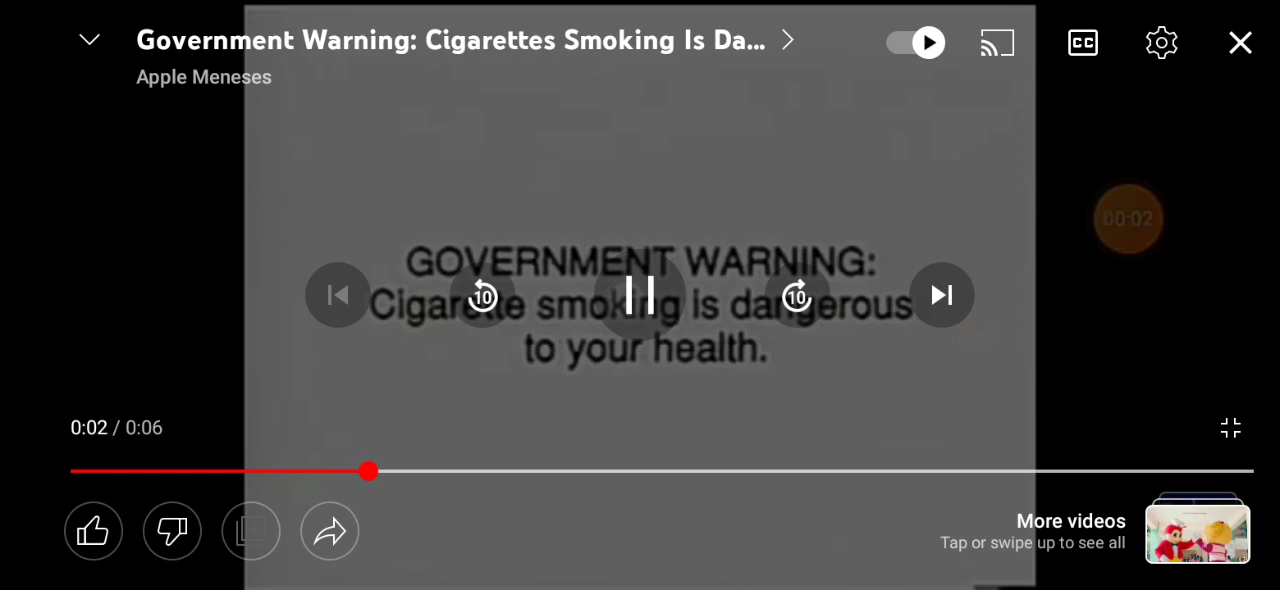 Government Warning: Cigarettes Smoking Is Da...
Apple Meneses
CC
00:02
GOVERNMENT WARNING:
Cigarette smoking is dangerous
to your health.
10
10
0:02 / 0:06
More videos
Tap or swipe up to see all